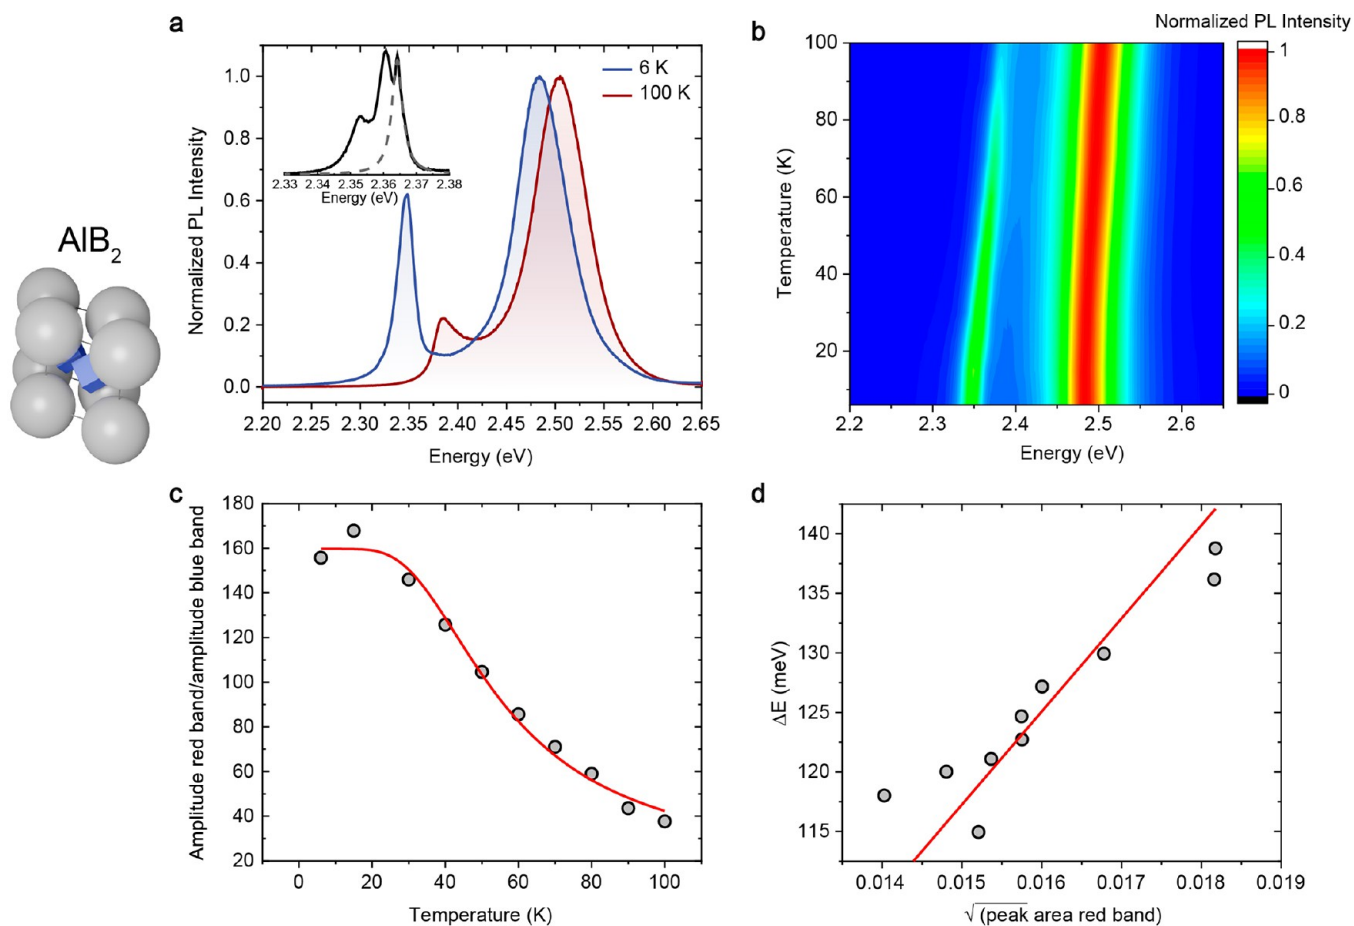 AlB2
a
Normalized PL Intensity
1.0
0.8
0.6
0.4
0.2
0.0
6 K
100 K
2.33 2.34 2.35 2.36 2.37 2.38
Energy (eV)
2.20 2.25 2.30 2.35 2.40 2.45 2.50 2.55 2.60 2.65
Energy (eV)
b
Normalized PL Intensity
Temperature (K)
100
80
60
40
20
2.2 2.3 2.4 2.5 2.6
Energy (eV)
1
0.8
0.6
0.4
0.2
0
c
Amplitude red band/amplitude blue band
180
160
140
120
100
80
60
40
20
0 20 40 60 80 100
Temperature (K)
d
ΔE (meV)
140
135
130
125
120
115
0.014 0.015 0.016 0.017 0.018 0.019
√(peak area red band)